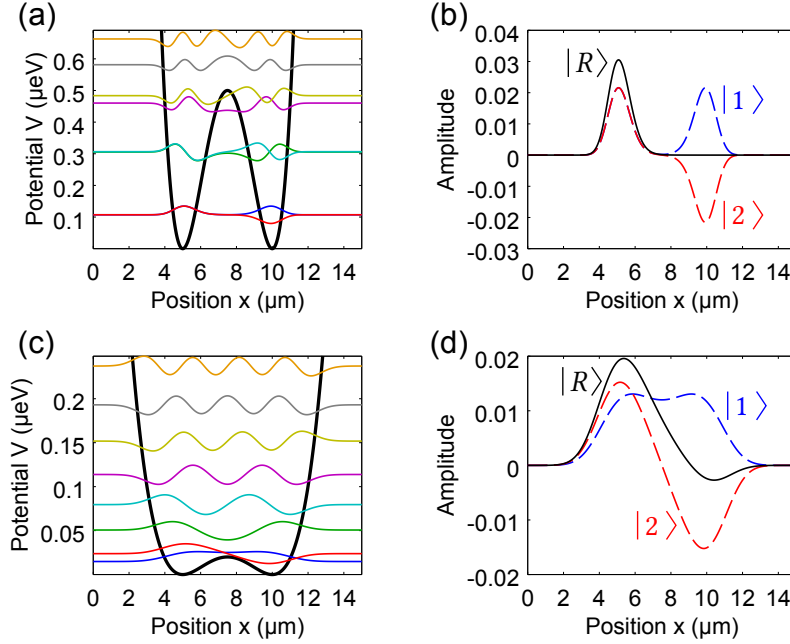 (a)
Potential V (μeV)
0.6
0.5
0.4
0.3
0.2
0.1
0 2 4 6 8 10 12 14
Position x (μm)
(b)
Amplitude
0.04
0.03
0.02
0.01
0
-0.01
-0.02
-0.03
|R⟩
|1⟩
|2⟩
0 2 4 6 8 10 12 14
Position x (μm)
(c)
Potential V (μeV)
0.2
0.15
0.1
0.05
0 2 4 6 8 10 12 14
Position x (μm)
(d)
Amplitude
0.02
0.01
0
-0.01
-0.02
|R⟩
|1⟩
|2⟩
0 2 4 6 8 10 12 14
Position x (μm)